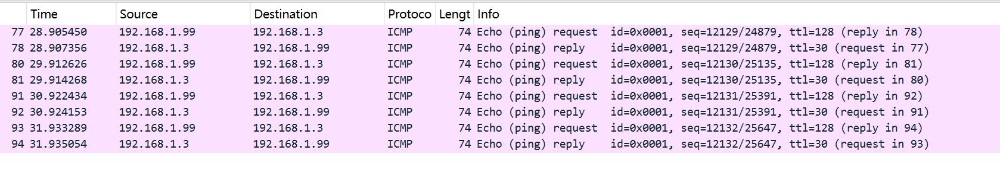 Time Source Destination Protoco Lengt Info
77 28.905450 192.168.1.99 192.168.1.3 ICMP 74 Echo (ping) request id=0x0001, seq=12129/24879, ttl=128 (reply in 78)
78 28.907356 192.168.1.3 192.168.1.99 ICMP 74 Echo (ping) reply id=0x0001, seq=12129/24879, ttl=30 (request in 77)
80 29.912626 192.168.1.99 192.168.1.3 ICMP 74 Echo (ping) request id=0x0001, seq=12130/25135, ttl=128 (reply in 81)
81 29.914268 192.168.1.3 192.168.1.99 ICMP 74 Echo (ping) reply id=0x0001, seq=12130/25135, ttl=30 (request in 80)
91 30.922434 192.168.1.99 192.168.1.3 ICMP 74 Echo (ping) request id=0x0001, seq=12131/25391, ttl=128 (reply in 92)
92 30.924153 192.168.1.3 192.168.1.99 ICMP 74 Echo (ping) reply id=0x0001, seq=12131/25391, ttl=30 (request in 91)
93 31.933289 192.168.1.99 192.168.1.3 ICMP 74 Echo (ping) request id=0x0001, seq=12132/25647, ttl=128 (reply in 94)
94 31.935054 192.168.1.3 192.168.1.99 ICMP 74 Echo (ping) reply id=0x0001, seq=12132/25647, ttl=30 (request in 93)